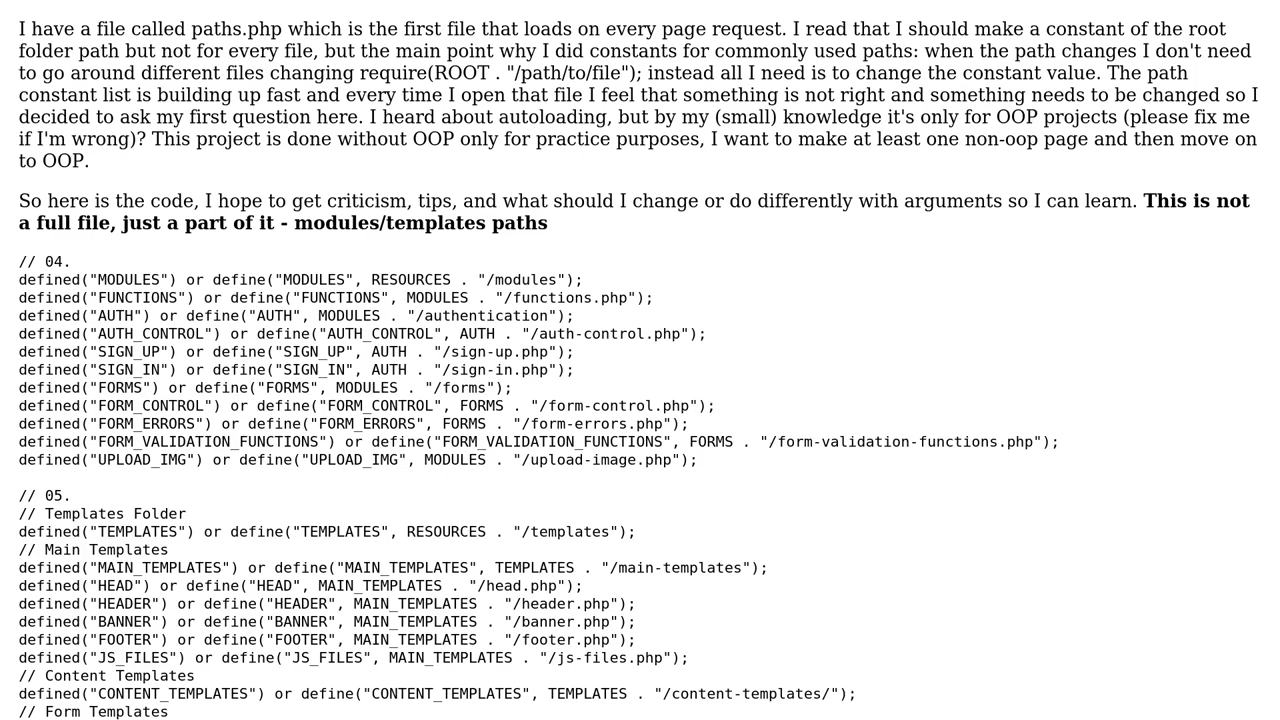 I have a file called paths.php which is the first file that loads on every page request. I read that I should make a constant of the root
folder path but not for every file, but the main point why I did constants for commonly used paths: when the path changes I don't need
to go around different files changing require(ROOT . "/path/to/file"); instead all I need is to change the constant value. The path
constant list is building up fast and every time I open that file I feel that something is not right and something needs to be changed so I
decided to ask my first question here. I heard about autoloading, but by my (small) knowledge it's only for OOP projects (please fix me
if I'm wrong)? This project is done without OOP only for practice purposes, I want to make at least one non-oop page and then move on
to OOP.
So here is the code, I hope to get criticism, tips, and what should I change or do differently with arguments so I can learn. This is not
a full file, just a part of it - modules/templates paths
// 04.
defined("MODULES") or define("MODULES", RESOURCES . "/modules");
defined("FUNCTIONS") or define("FUNCTIONS", MODULES . "/functions.php");
defined("AUTH") or define("AUTH", MODULES . "/authentication");
defined("AUTH_CONTROL") or define("AUTH_CONTROL", AUTH . "/auth-control.php");
defined("SIGN_UP") or define("SIGN_UP", AUTH . "/sign-up.php");
defined("SIGN_IN") or define("SIGN_IN", AUTH . "/sign-in.php");
defined("FORMS") or define("FORMS", MODULES . "/forms");
defined("FORM_CONTROL") or define("FORM_CONTROL", FORMS . "/form-control.php");
defined("FORM_ERRORS") or define("FORM_ERRORS", FORMS . "/form-errors.php");
defined("FORM_VALIDATION_FUNCTIONS") or define("FORM_VALIDATION_FUNCTIONS", FORMS . "/form-validation-functions.php");
defined("UPLOAD_IMG") or define("UPLOAD_IMG", MODULES . "/upload-image.php");
// 05.
// Templates Folder
defined("TEMPLATES") or define("TEMPLATES", RESOURCES . "/templates");
// Main Templates
defined("MAIN_TEMPLATES") or define("MAIN_TEMPLATES", TEMPLATES . "/main-templates");
defined("HEAD") or define("HEAD", MAIN_TEMPLATES . "/head.php");
defined("HEADER") or define("HEADER", MAIN_TEMPLATES . "/header.php");
defined("BANNER") or define("BANNER", MAIN_TEMPLATES . "/banner.php");
defined("FOOTER") or define("FOOTER", MAIN_TEMPLATES . "/footer.php");
defined("JS_FILES") or define("JS_FILES", MAIN_TEMPLATES . "/js-files.php");
// Content Templates
defined("CONTENT_TEMPLATES") or define("CONTENT_TEMPLATES", TEMPLATES . "/content-templates/");
// Form Templates